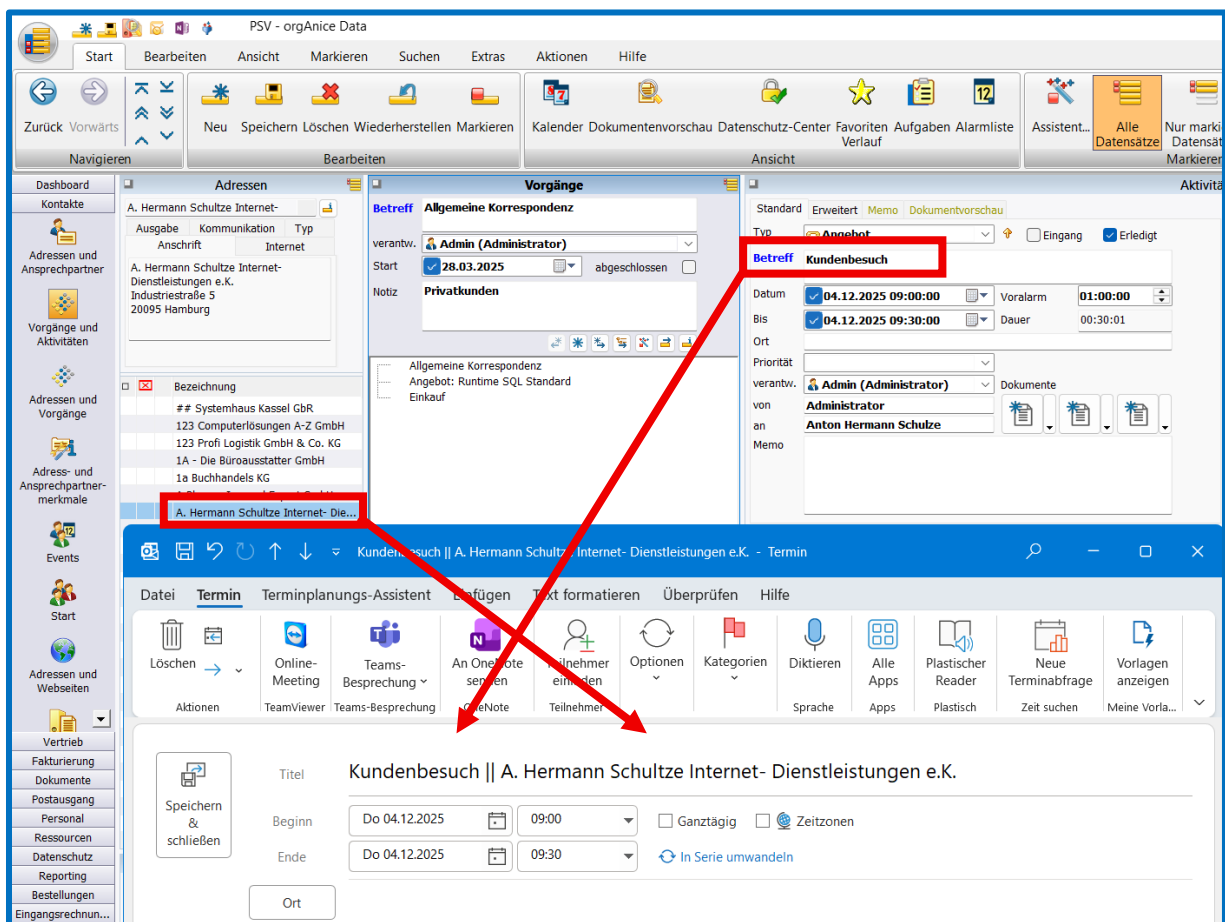 PSV - orgAnice Data
Start Bearbeiten Ansicht Markieren Suchen Extras Aktionen Hilfe
Zurück Vorwärts Neu Speichern Löschen Wiederherstellen Markieren Kalender Dokumentenvorschau Datenschutz-Center Favoriten Verlauf Aufgaben Alarmliste Assistent... Alle Datensätze Nur marki Datensät
Navigieren Bearbeiten Ansicht Markieren
Dashboard
Kontakte
Adressen und
Ansprechpartner
Vorgänge und
Aktivitäten
Adressen und
Vorgänge
Adress- und
Ansprechpartner-
merkmale
Events
Start
Adressen und
Webseiten
Vertrieb
Fakturierung
Dokumente
Postausgang
Personal
Ressourcen
Datenschutz
Reporting
Bestellungen
Eingangsrechnun...
Adressen
A. Hermann Schultze Internet-
Ausgabe Kommunikation Typ
Anschrift Internet
A. Hermann Schultze Internet-
Dienstleistungen e.K.
Industriestraße 5
20095 Hamburg
Bezeichnung
## Systemhaus Kassel GbR
123 Computerlösungen A-Z GmbH
123 Profi Logistik GmbH & Co. KG
1A - Die Büroausstatter GmbH
1a Buchhandels KG
A. Hermann Schultze Internet- Die...
Vorgänge
Betreff Allgemeine Korrespondenz
verantw. Admin (Administrator)
Start 28.03.2025 abgeschlossen
Notiz Privatkunden
Allgemeine Korrespondenz
Angebot: Runtime SQL Standard
Einkauf
Aktivitä
Standard Erweitert Memo Dokumentvorschau
Typ Angebot Eingang Erledigt
Betreff Kundenbesuch
Datum 04.12.2025 09:00:00 Voralarm 01:00:00
Bis 04.12.2025 09:30:00 Dauer 00:30:01
Ort
Priorität
verantw. Admin (Administrator) Dokumente
von Administrator
an Anton Hermann Schulze
Memo
Kundenbesuch || A. Hermann Schultze Internet- Dienstleistungen e.K. - Termin
Datei Termin Terminplanungs-Assistent Einfügen Text formatieren Überprüfen Hilfe
Löschen Online-Meeting Teams-Besprechung An OneNote senden Teilnehmer einladen Optionen Kategorien Diktieren Alle Apps Plastischer Reader Neue Terminabfrage Vorlagen anzeigen
Aktionen TeamViewer Teams-Besprechung OneNote Teilnehmer Sprache Apps Plastisch Zeit suchen Meine Vorla...
Speichern
&
schließen
Titel Kundenbesuch || A. Hermann Schultze Internet- Dienstleistungen e.K.
Beginn Do 04.12.2025 09:00 Ganztägig Zeitzonen
Ende Do 04.12.2025 09:30 In Serie umwandeln
Ort